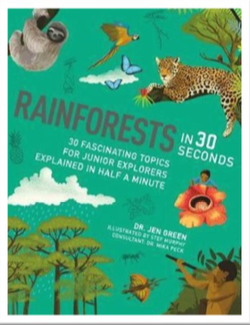 RAINFORESTS IN 30 SECONDS
30 FASCINATING TOPICS
FOR JUNIOR EXPLORERS
EXPLAINED IN HALF A MINUTE
DR. JEN GREEN
ILLUSTRATED BY STEF MURPHY
CONSULTANT: DR. MIKA PECK